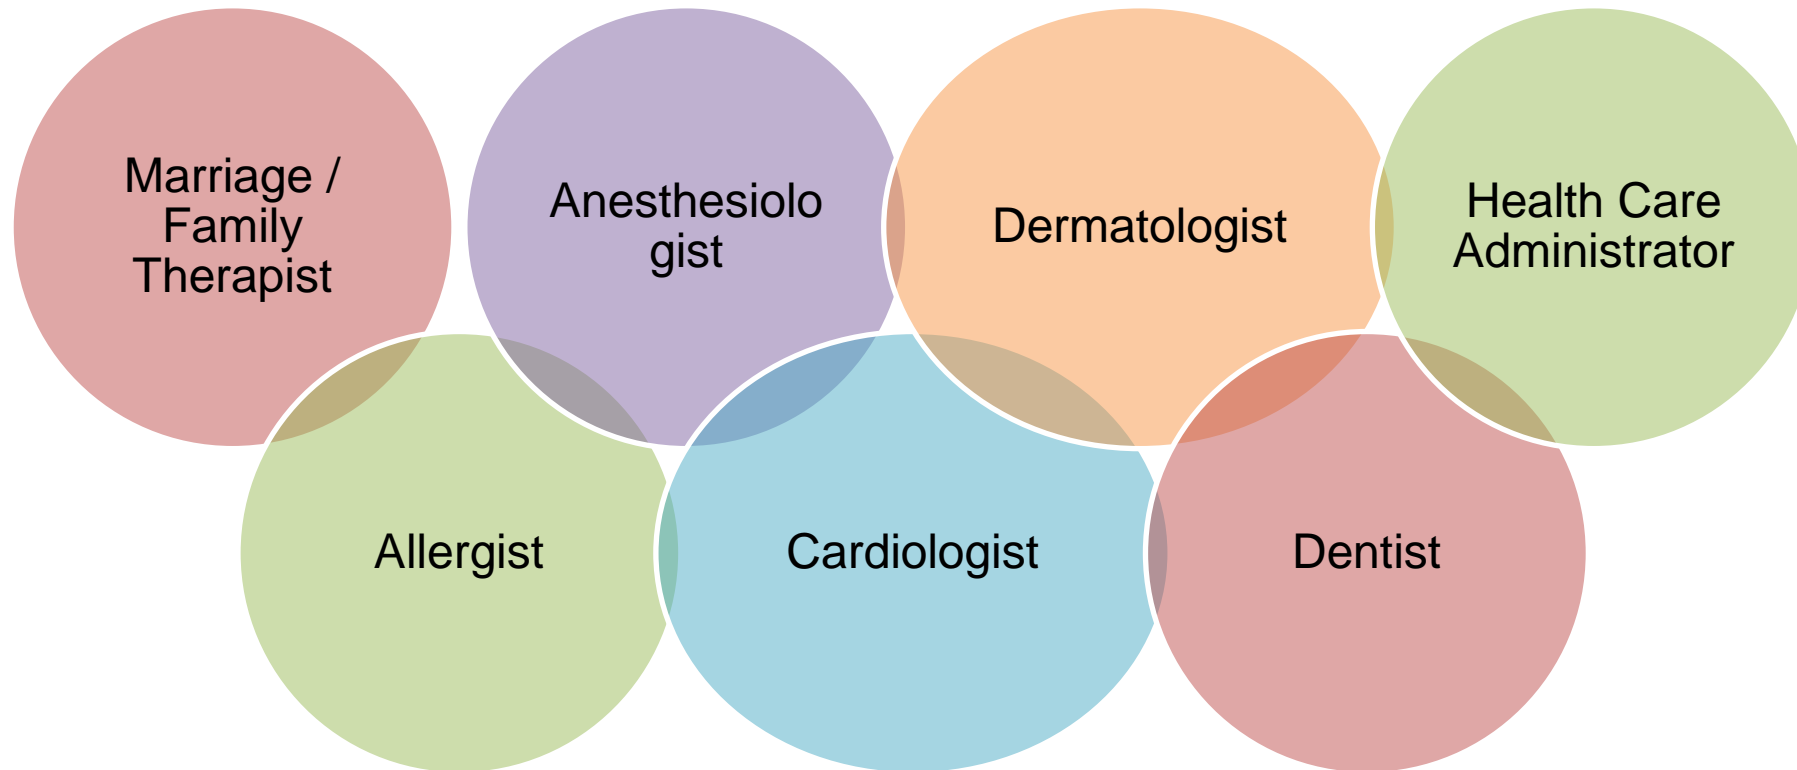 Marriage /
Family
Therapist
Anesthesiolo
gist
Dermatologist
Health Care
Administrator
Allergist
Cardiologist
Dentist